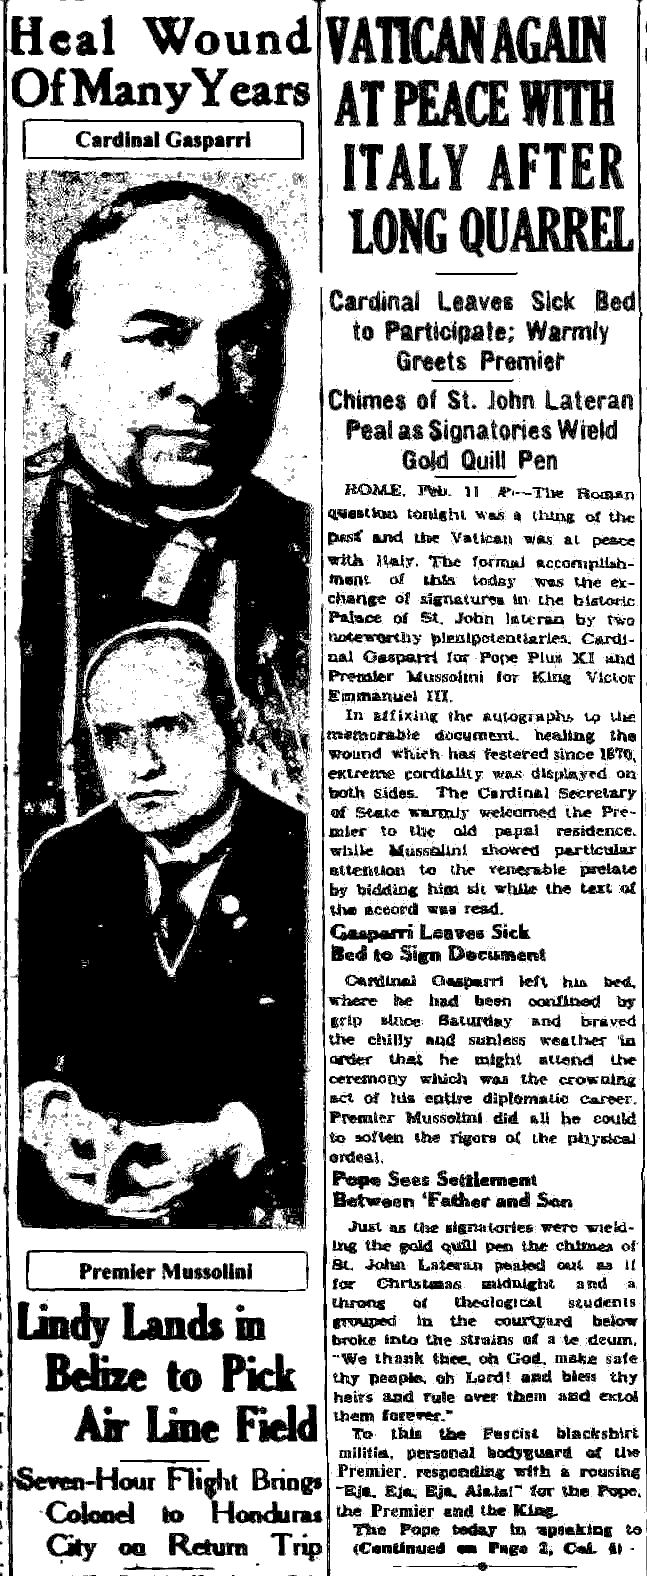 Heal Wound
Of Many Years
Cardinal Gasparri
Premier Mussolini
Lindy Lands in
Belize to Pick
Air Line Field
Seven-Hour Flight Brings
Colonel to Honduras
City on Return Trip
VATICAN AGAIN
AT PEACE WITH
ITALY AFTER
LONG QUARREL
Cardinal Leaves Sick Bed
to Participate; Warmly
Greets Premier
Chimes of St. John Lateran
Peal as Signatories Wield
Gold Quill Pen
ROME, Feb. 11 —The Roman
question tonight was a thing of the
past and the Vatican was at peace
with Italy. The formal accomplish-
ment of this today was the ex-
change of signatures in the historic
Palace of St. John lateran by two
noteworthy plenipotentiaries, Cardi-
nal Gasparri for Pope Pius XI and
Premier Mussolini for King Victor
Emmanuel III.
In affixing the autographs to the
memorable document, healing the
wound which has festered since 1870,
extreme cordiality was displayed on
both sides. The Cardinal Secretary
of State warmly welcomed the Pre-
mier to the old papal residence,
while Mussolini showed particular
attention to the venerable prelate
by bidding him sit while the text of
the accord was read.
Gasparri Leaves Sick
Bed to Sign Document
Cardinal Gasparri left his bed,
where he had been confined by
grip since Saturday and braved
the chilly and sunless weather in
order that he might attend the
ceremony which was the crowning
act of his entire diplomatic career.
Premier Mussolini did all he could
to soften the rigors of the physical
ordeal.
Pope Sees Settlement
Between 'Father and Son
Just as the signatories were wield-
ing the gold quill pen the chimes of
St. John Lateran pealed out as if
for Christmas midnight and a
throng of theological students
grouped in the courtyard below
broke into the strains of a te deum,
"We thank thee, oh God, make safe
thy people, oh Lord! and bless thy
heirs and rule over them and extol
them forever."
To this the Fascist blackshirt
militia, personal bodyguard of the
Premier, responding with a rousing
"Eja, Eja, Eja, Alala!" for the Pope,
the Premier and the King.
The Pope today in speaking to
(Continued on Page 2, Col. 4)